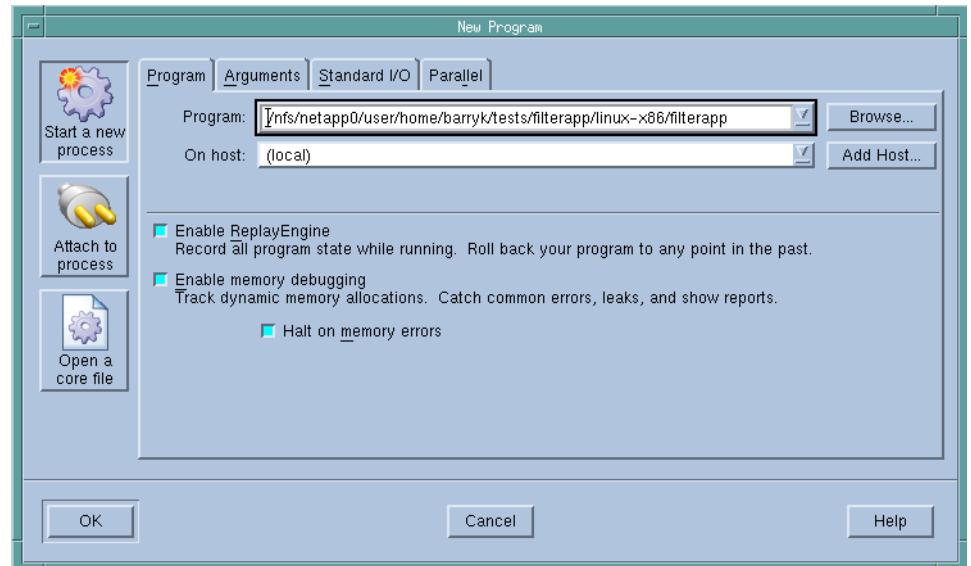 New Program
Start a new
process
Attach to
process
Open a
core file
Program
Arguments
Standard I/O
Parallel
Program: /nfs/netapp0/user/home/barryk/tests/filterapp/linux-x86/filterapp
Browse...
On host: (local)
Add Host...
Enable ReplayEngine
Record all program state while running. Roll back your program to any point in the past.
Enable memory debugging
Track dynamic memory allocations. Catch common errors, leaks, and show reports.
Halt on memory errors
OK
Cancel
Help